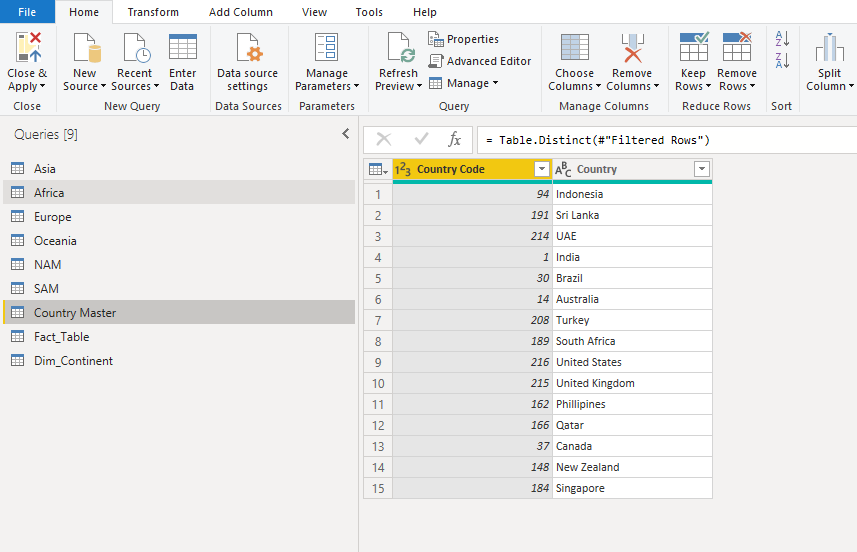 File Home Transform Add Column View Tools Help
Close & Apply
New Source
Recent Sources
Enter Data
Data source settings
Manage Parameters
Refresh Preview
Properties
Advanced Editor
Manage
Choose Columns
Remove Columns
Keep Rows
Remove Rows
A
Z
Z
A
Split Column
Close New Query Data Sources Parameters Query Manage Columns Reduce Rows Sort
Queries [9]
Asia
Africa
Europe
Oceania
NAM
SAM
Country Master
Fact_Table
Dim_Continent
fx = Table.Distinct(#"Filtered Rows")
123 Country Code ABC Country
1 94 Indonesia
2 191 Sri Lanka
3 214 UAE
4 1 India
5 30 Brazil
6 14 Australia
7 208 Turkey
8 189 South Africa
9 216 United States
10 215 United Kingdom
11 162 Phillipines
12 166 Qatar
13 37 Canada
14 148 New Zealand
15 184 Singapore